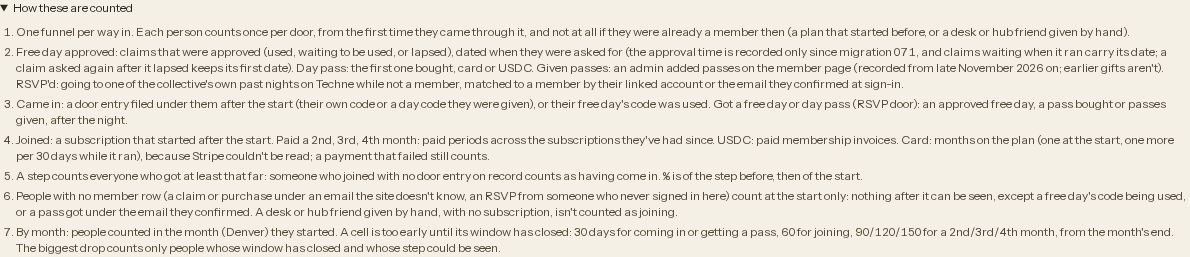 ▼ How these are counted
1. One funnel per way in. Each person counts once per door, from the first time they came through it, and not at all if they were already a member then (a plan that started before, or a desk or hub friend given by hand).
2. Free day approved: claims that were approved (used, waiting to be used, or lapsed), dated when they were asked for (the approval time is recorded only since migration 071, and claims waiting when it ran carry its date; a
claim asked again after it lapsed keeps its first date). Day pass: the first one bought, card or USDC. Given passes: an admin added passes on the member page (recorded from late November 2026 on; earlier gifts aren't).
RSVP'd: going to one of the collective's own past nights on Techne while not a member, matched to a member by their linked account or the email they confirmed at sign-in.
3. Came in: a door entry filed under them after the start (their own code or a day code they were given), or their free day's code was used. Got a free day or day pass (RSVP door): an approved free day, a pass bought or passes
given, after the night.
4. Joined: a subscription that started after the start. Paid a 2nd, 3rd, 4th month: paid periods across the subscriptions they've had since. USDC: paid membership invoices. Card: months on the plan (one at the start, one more
per 30 days while it ran), because Stripe couldn't be read; a payment that failed still counts.
5. A step counts everyone who got at least that far: someone who joined with no door entry on record counts as having come in. % is of the step before, then of the start.
6. People with no member row (a claim or purchase under an email the site doesn't know, an RSVP from someone who never signed in here) count at the start only: nothing after it can be seen, except a free day's code being used,
or a pass got under the email they confirmed. A desk or hub friend given by hand, with no subscription, isn't counted as joining.
7. By month: people counted in the month (Denver) they started. A cell is too early until its window has closed: 30 days for coming in or getting a pass, 60 for joining, 90/120/150 for a 2nd/3rd/4th month, from the month's end.
The biggest drop counts only people whose window has closed and whose step could be seen.